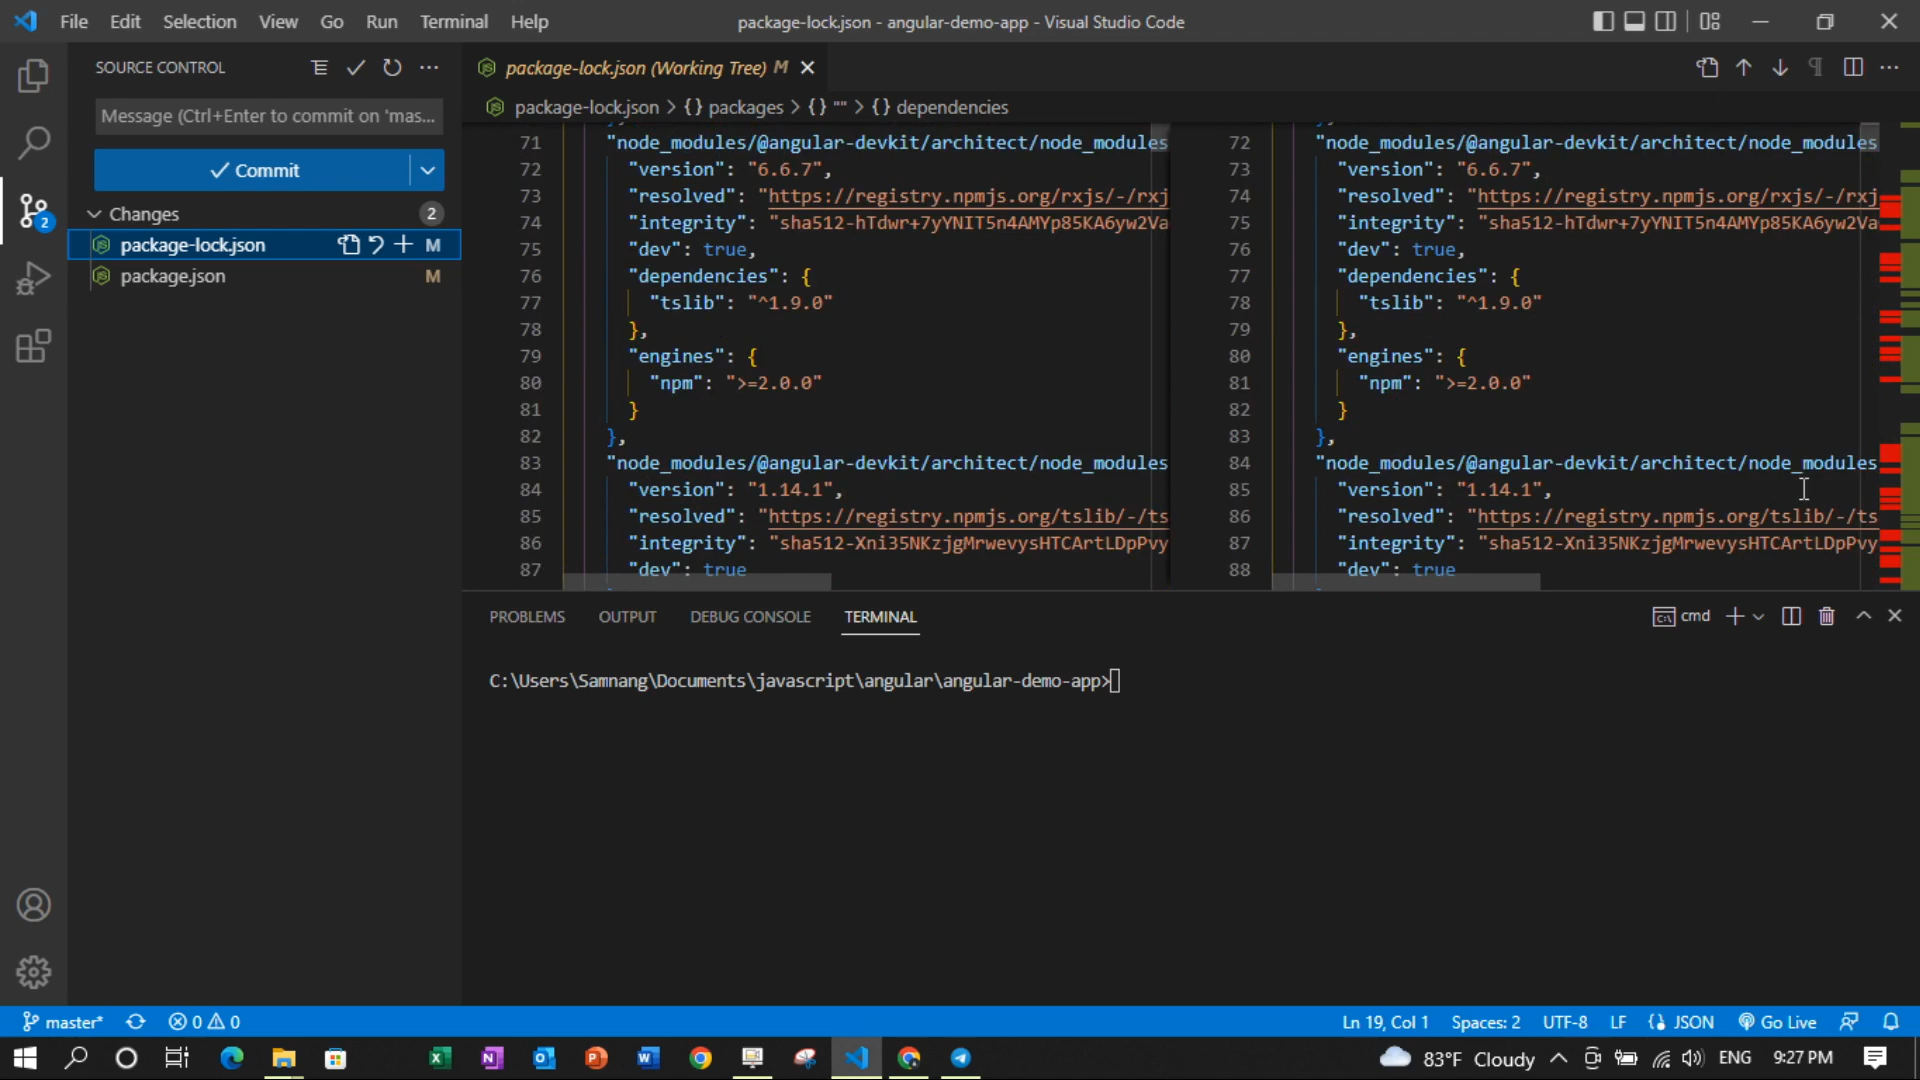 File Edit Selection View Go Run Terminal Help
package-lock.json - angular-demo-app - Visual Studio Code
SOURCE CONTROL
Message (Ctrl+Enter to commit on 'mas...
Commit
Changes 2
package-lock.json M
package.json M
2
package-lock.json (Working Tree) M
package-lock.json > {} packages > {} "" > {} dependencies
71 "node_modules/@angular-devkit/architect/node_modules
72 "version": "6.6.7",
73 "resolved": "https://registry.npmjs.org/rxjs/-/rxj
74 "integrity": "sha512-hTdwr+7yYNIT5n4AMYp85KA6yw2Va
75 "dev": true,
76 "dependencies": {
77 "tslib": "^1.9.0"
78 },
79 "engines": {
80 "npm": ">=2.0.0"
81 }
82 },
83 "node_modules/@angular-devkit/architect/node_modules
84 "version": "1.14.1",
85 "resolved": "https://registry.npmjs.org/tslib/-/ts
86 "integrity": "sha512-Xni35NKzjgMrwevysHTCArtLDpPvy
87 "dev": true
72 "node_modules/@angular-devkit/architect/node_modules
73 "version": "6.6.7",
74 "resolved": "https://registry.npmjs.org/rxjs/-/rxj
75 "integrity": "sha512-hTdwr+7yYNIT5n4AMYp85KA6yw2Va
76 "dev": true,
77 "dependencies": {
78 "tslib": "^1.9.0"
79 },
80 "engines": {
81 "npm": ">=2.0.0"
82 }
83 },
84 "node_modules/@angular-devkit/architect/node_modules
85 "version": "1.14.1",
86 "resolved": "https://registry.npmjs.org/tslib/-/ts
87 "integrity": "sha512-Xni35NKzjgMrwevysHTCArtLDpPvy
88 "dev": true
PROBLEMS OUTPUT DEBUG CONSOLE TERMINAL cmd
C:\Users\Samnang\Documents\javascript\angular\angular-demo-app>
master* 0 0 Ln 19, Col 1 Spaces: 2 UTF-8 LF {} JSON Go Live
83°F Cloudy ENG 9:27 PM